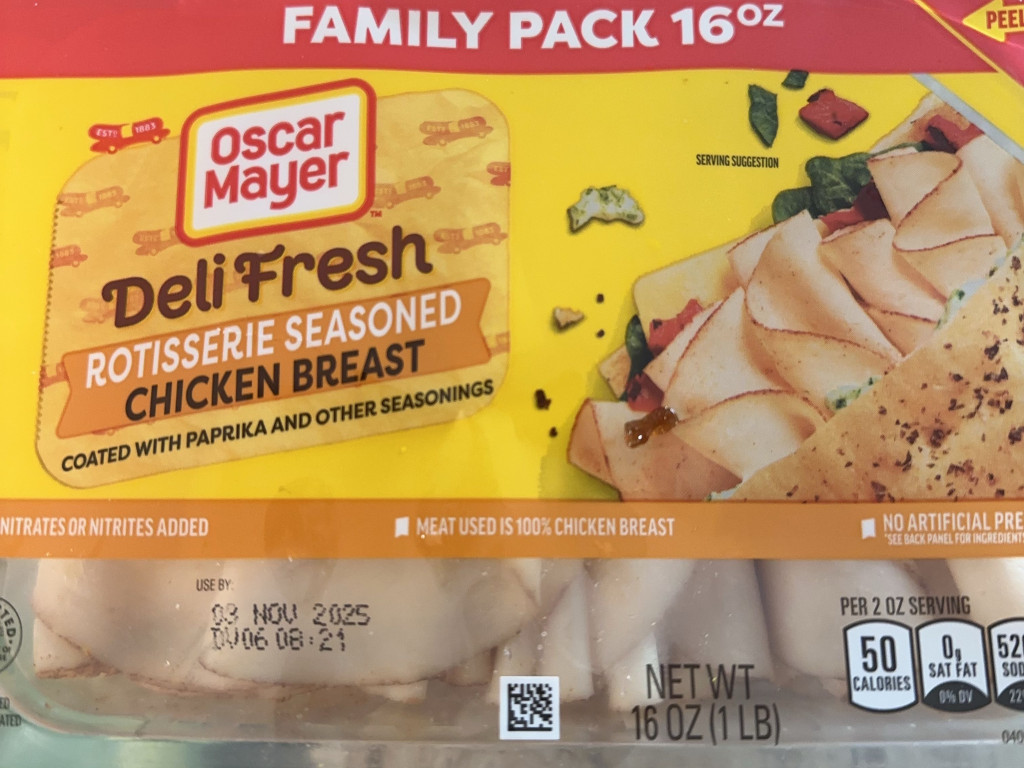 FAMILY PACK 16OZ
PEEL
EST'D 1883
Oscar
Mayer
TM
SERVING SUGGESTION
Deli Fresh
ROTISSERIE SEASONED
CHICKEN BREAST
COATED WITH PAPRIKA AND OTHER SEASONINGS
NITRATES OR NITRITES ADDED
MEAT USED IS 100% CHICKEN BREAST
NO ARTIFICIAL PRE
*SEE BACK PANEL FOR INGREDIENTS
USE BY:
09 NOV 2025
DV06 08:21
PER 2 OZ SERVING
50
CALORIES
0g
SAT FAT
0% DV
520
SOD
22
NET WT
16 OZ (1 LB)
040